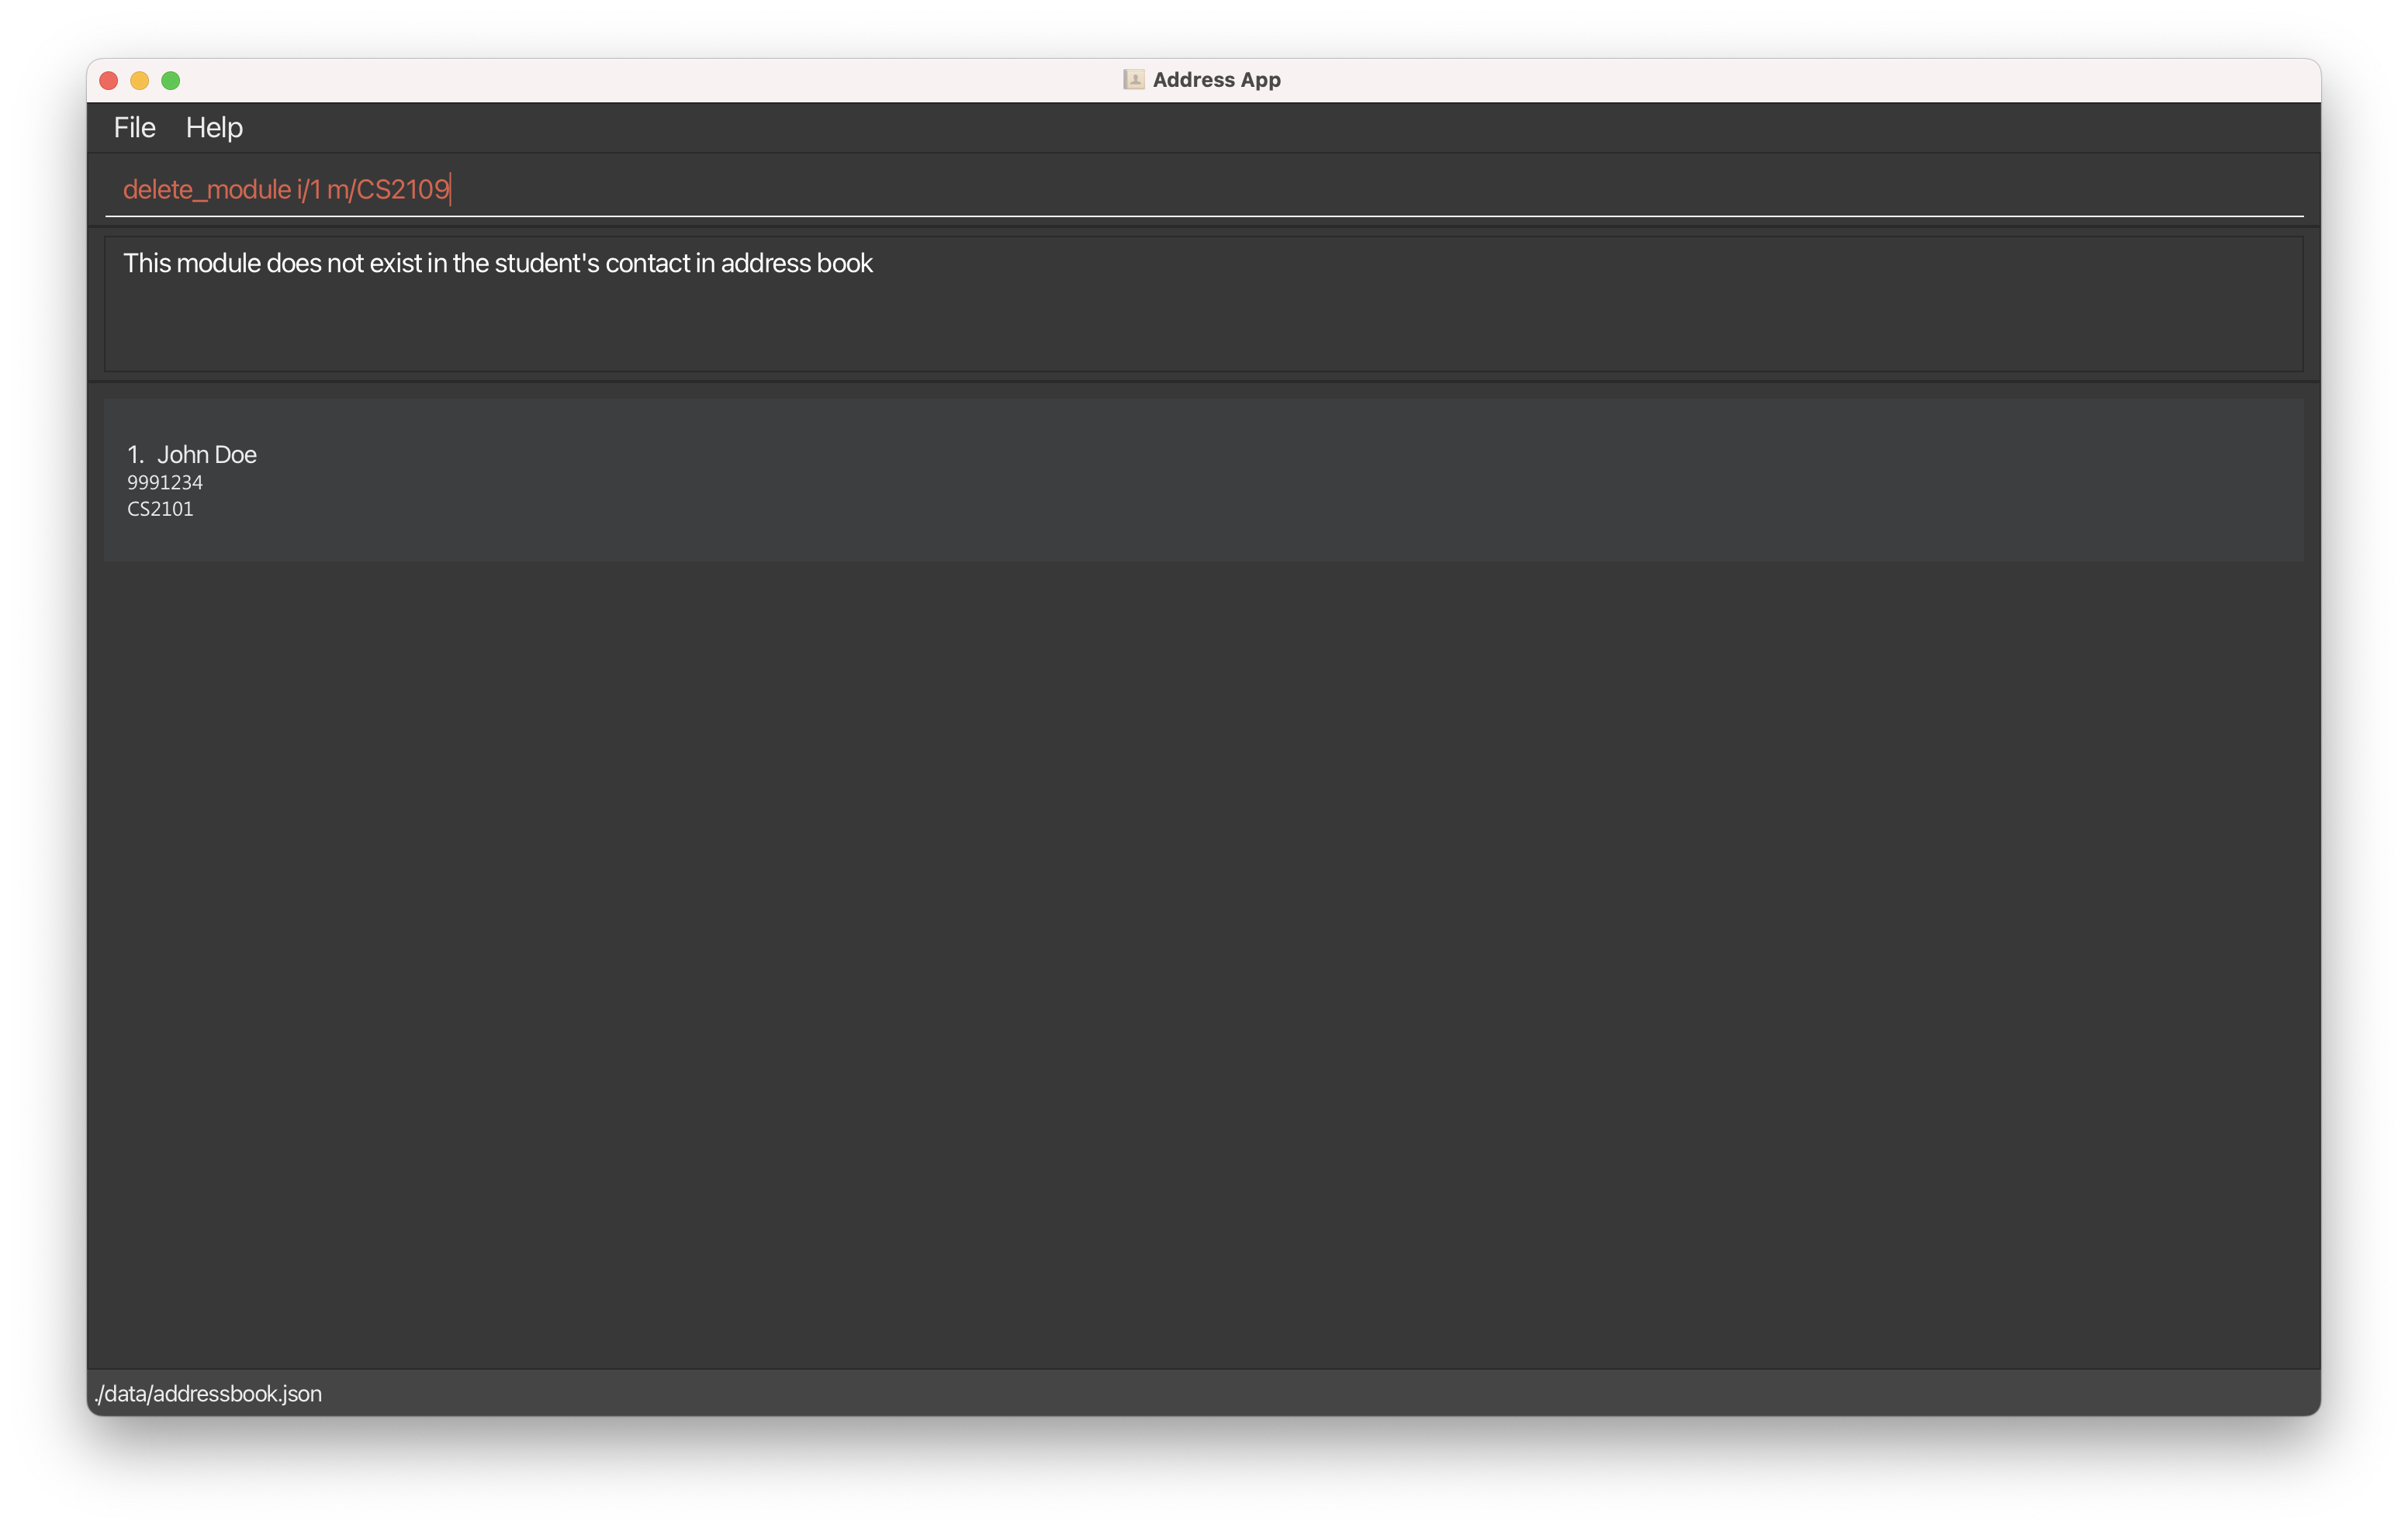 Address App
File Help
delete_module i/1 m/CS2109
This module does not exist in the student's contact in address book
1. John Doe
9991234
CS2101
./data/addressbook.json